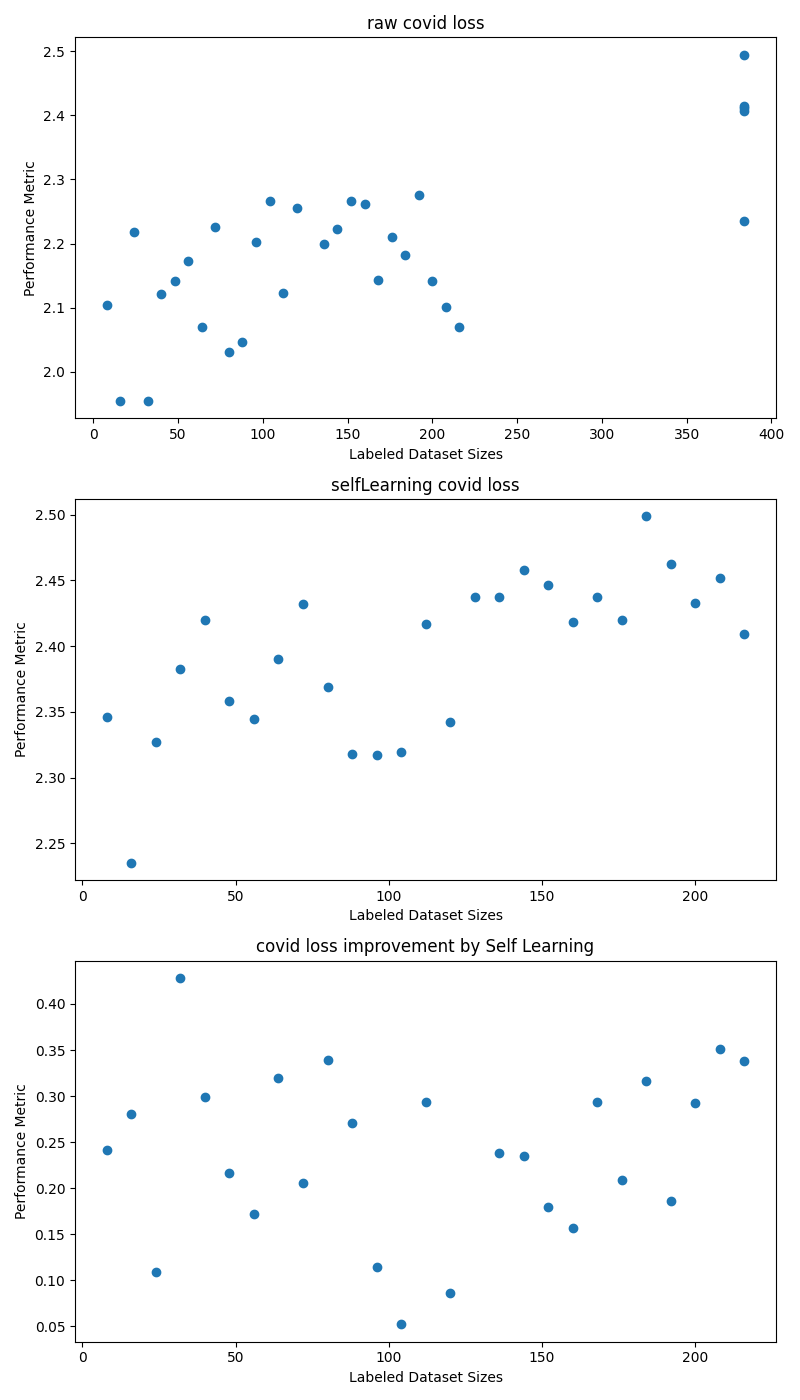 raw covid loss
Performance Metric
2.5
2.4
2.3
2.2
2.1
2.0
0 50 100 150 200 250 300 350 400
Labeled Dataset Sizes
selfLearning covid loss
Performance Metric
2.50
2.45
2.40
2.35
2.30
2.25
0 50 100 150 200
Labeled Dataset Sizes
covid loss improvement by Self Learning
Performance Metric
0.40
0.35
0.30
0.25
0.20
0.15
0.10
0.05
0 50 100 150 200
Labeled Dataset Sizes